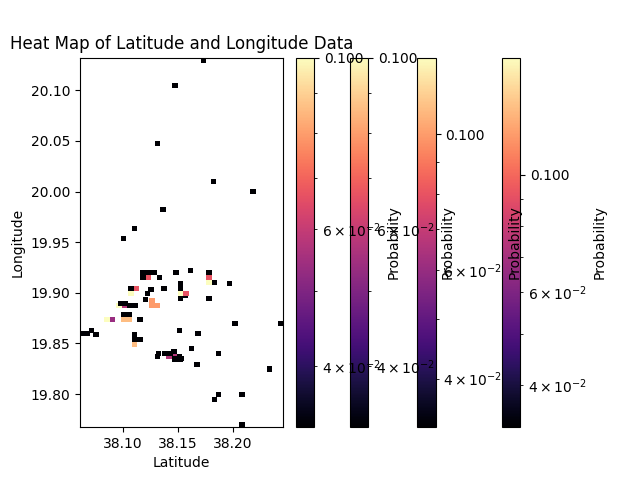 Heat Map of Latitude and Longitude Data
Longitude
20.10
20.05
20.00
19.95
19.90
19.85
19.80
38.10 38.15 38.20
Latitude
0.100
6 × 10⁻²
4 × 10⁻²
Probability
0.100
6 × 10⁻²
4 × 10⁻²
Probability
0.100
6 × 10⁻²
4 × 10⁻²
Probability
0.100
6 × 10⁻²
4 × 10⁻²
Probability